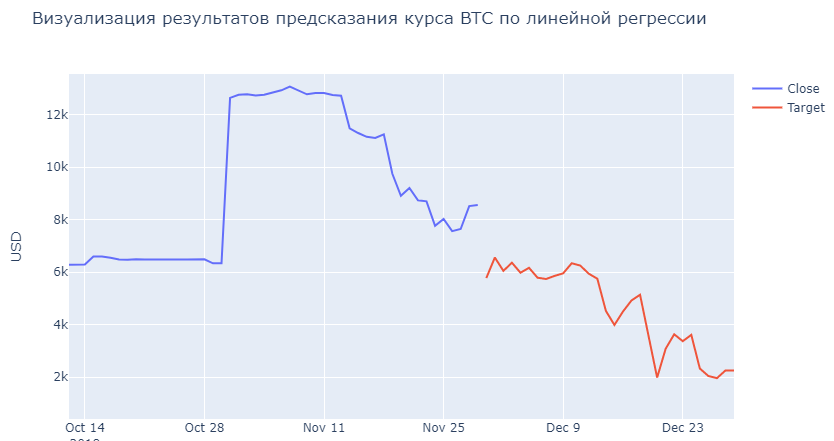 Визуализация результатов предсказания курса BTC по линейной регрессии
Close
Target
12k
10k
8k
6k
4k
2k
USD
Oct 14
Oct 28
Nov 11
Nov 25
Dec 9
Dec 23